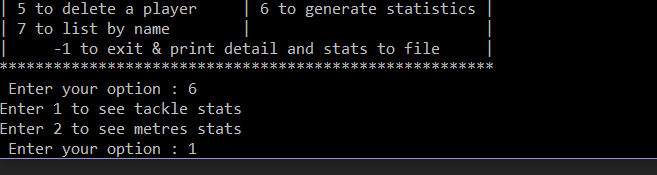 | 5 to delete a player | 6 to generate statistics |
| 7 to list by name | |
| -1 to exit & print detail and stats to file |
*******************************************************
Enter your option : 6
Enter 1 to see tackle stats
Enter 2 to see metres stats
Enter your option : 1